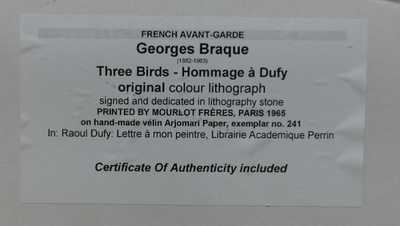 FRENCH AVANT-GARDE
Georges Braque
(1882-1963)
Three Birds - Hommage à Dufy
original colour lithograph
signed and dedicated in lithography stone
PRINTED BY MOURLOT FRÈRES, PARIS 1965
on hand-made vélin Arjomari Paper, exemplar no. 241
In: Raoul Dufy: Lettre à mon peintre, Librairie Academique Perrin
Certificate Of Authenticity included